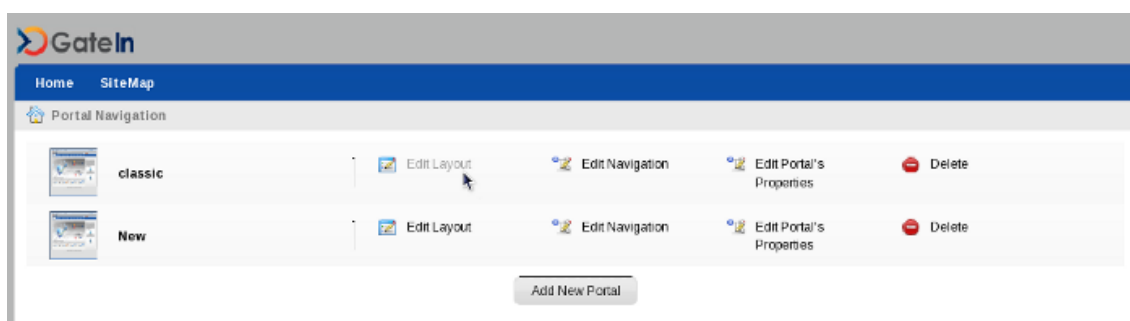 GateIn
Home SiteMap
Portal Navigation
classic Edit Layout Edit Navigation Edit Portal's Properties Delete
New Edit Layout Edit Navigation Edit Portal's Properties Delete
Add New Portal